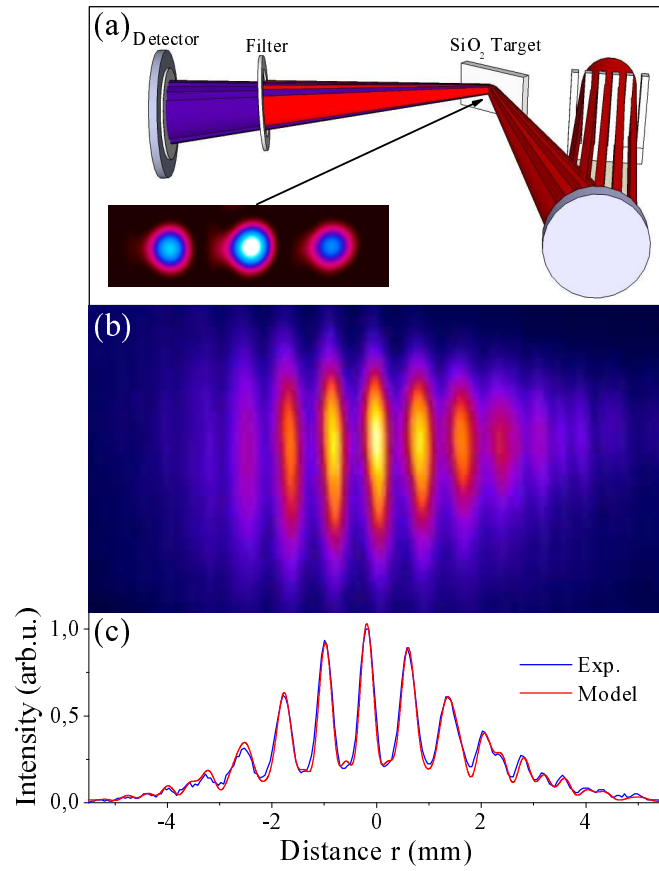 (a)
Detector
Filter
SiO₂ Target
(b)
(c)
1,0
0,5
0,0
Intensity (arb.u.)
Exp.
Model
-4
-2
0
2
4
Distance r (mm)